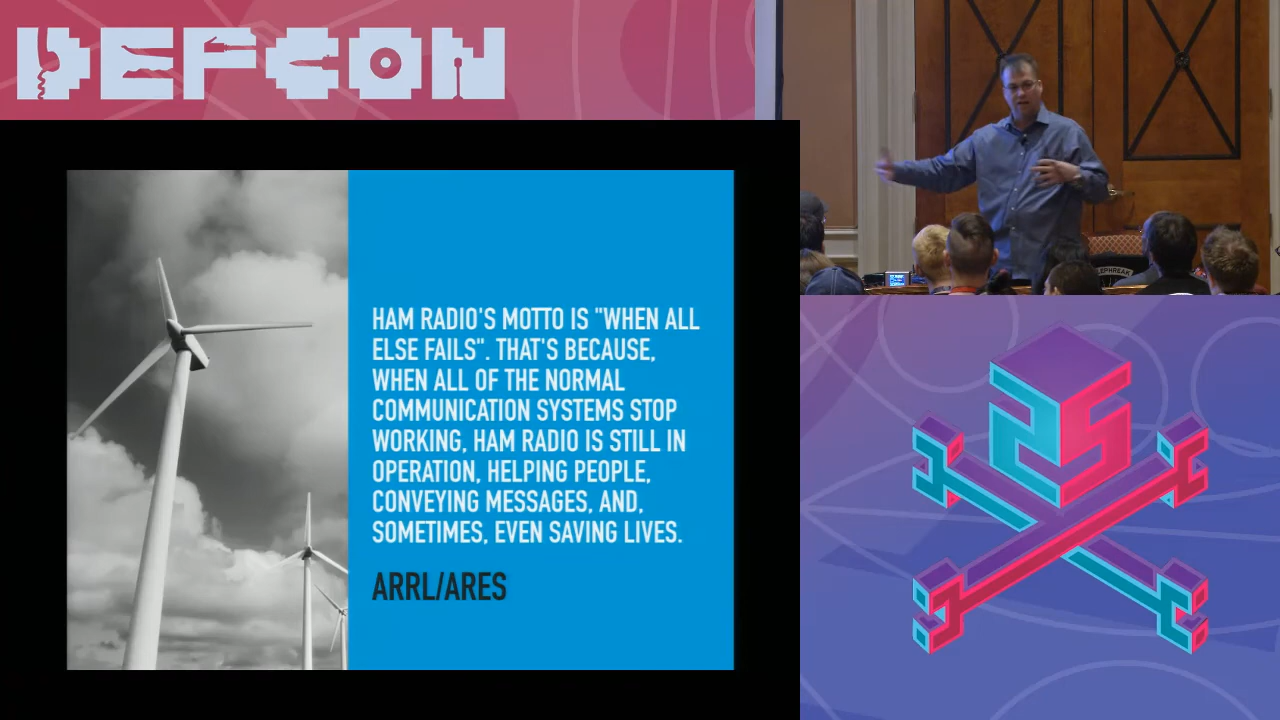 DEFCON
HAM RADIO'S MOTTO IS "WHEN ALL
ELSE FAILS". THAT'S BECAUSE,
WHEN ALL OF THE NORMAL
COMMUNICATION SYSTEMS STOP
WORKING, HAM RADIO IS STILL IN
OPERATION, HELPING PEOPLE,
CONVEYING MESSAGES, AND,
SOMETIMES, EVEN SAVING LIVES.
ARRL/ARES
25